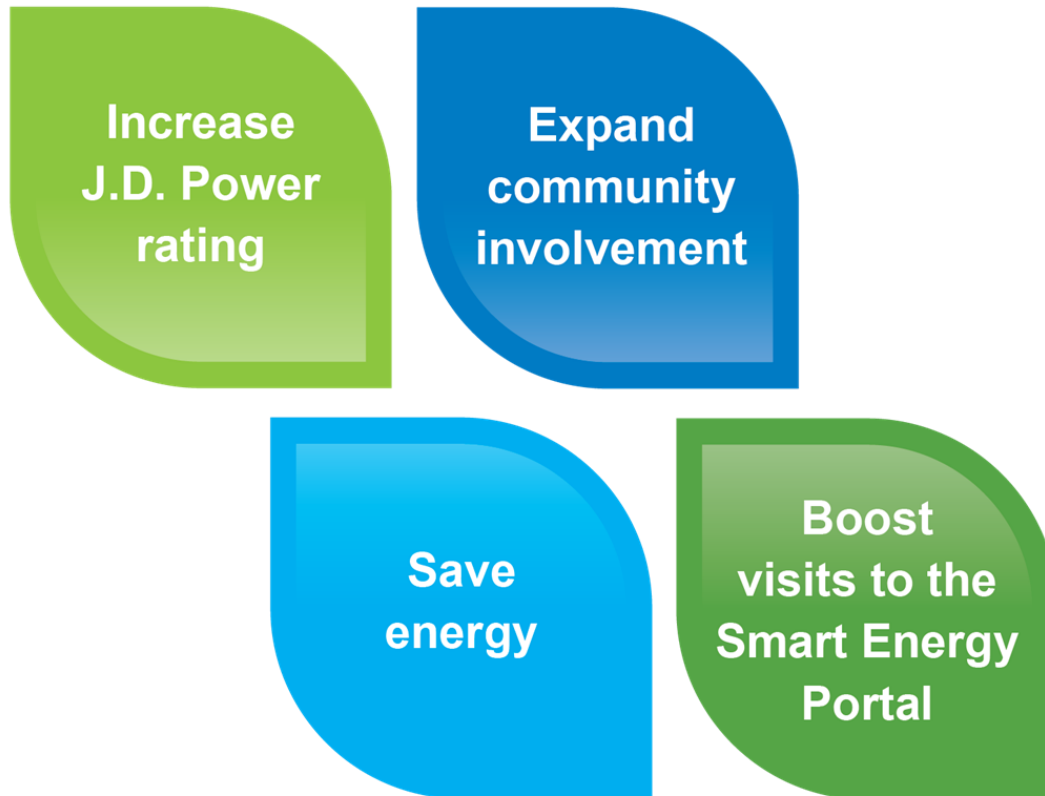 Increase
J.D. Power
rating
Expand
community
involvement
Save
energy
Boost
visits to the
Smart Energy
Portal